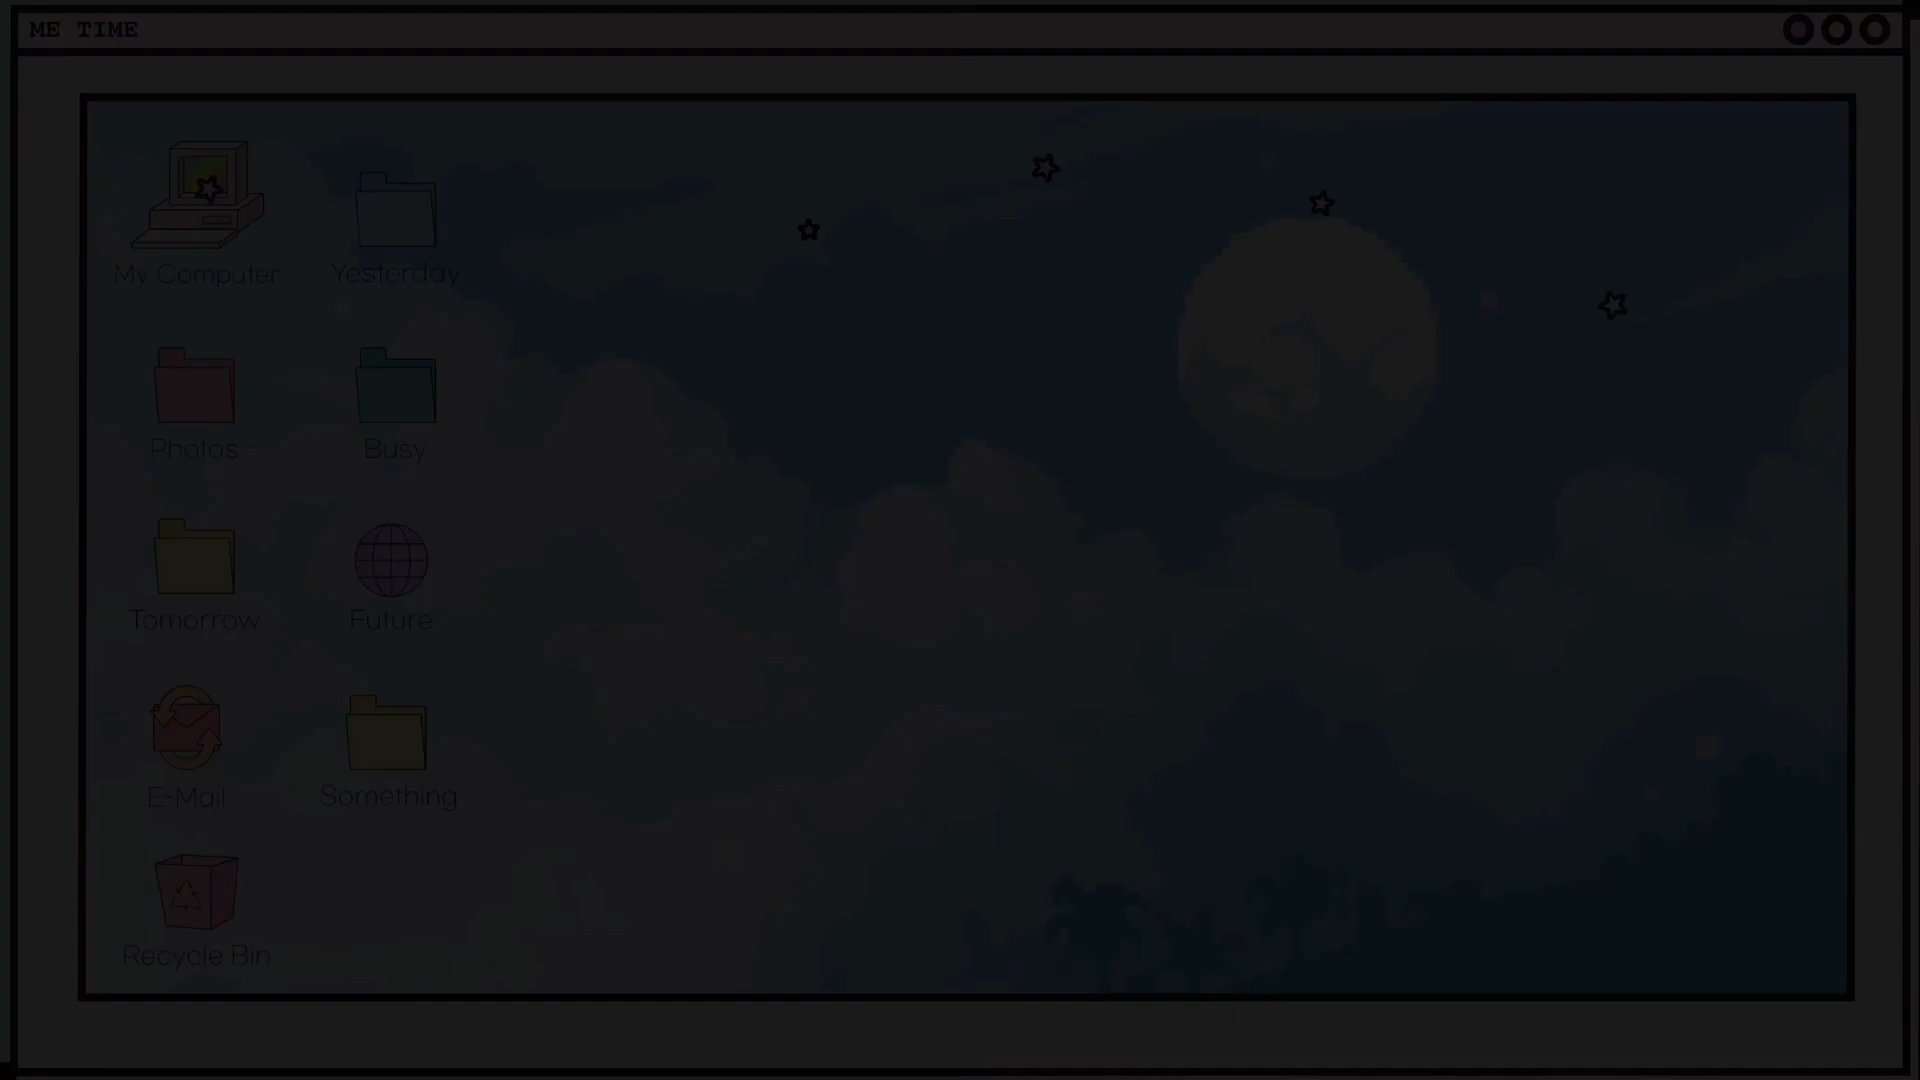 ME TIME
My Computer
Yesterday
Photos
Busy
Tomorrow
Future
E-Mail
Something
Recycle Bin